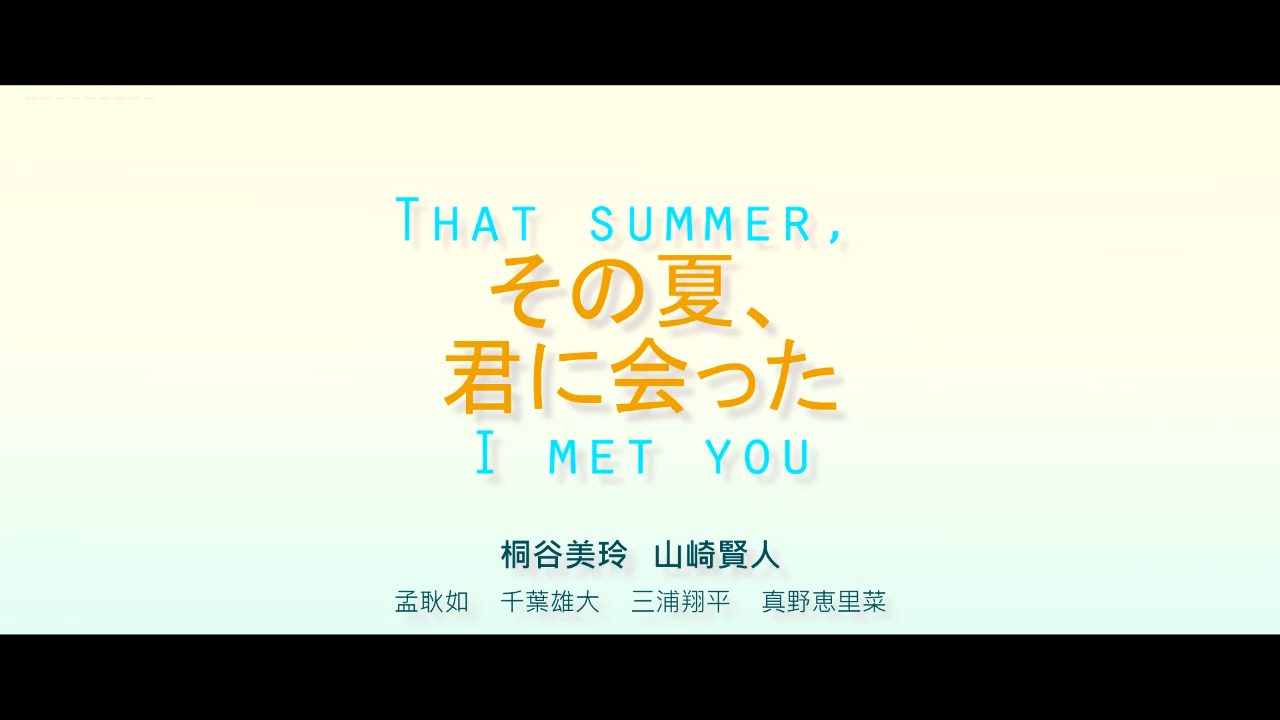 That summer,
その夏、
君に会った
I met you
桐谷美玲 山崎賢人
孟耿如 千葉雄大 三浦翔平 真野恵里菜